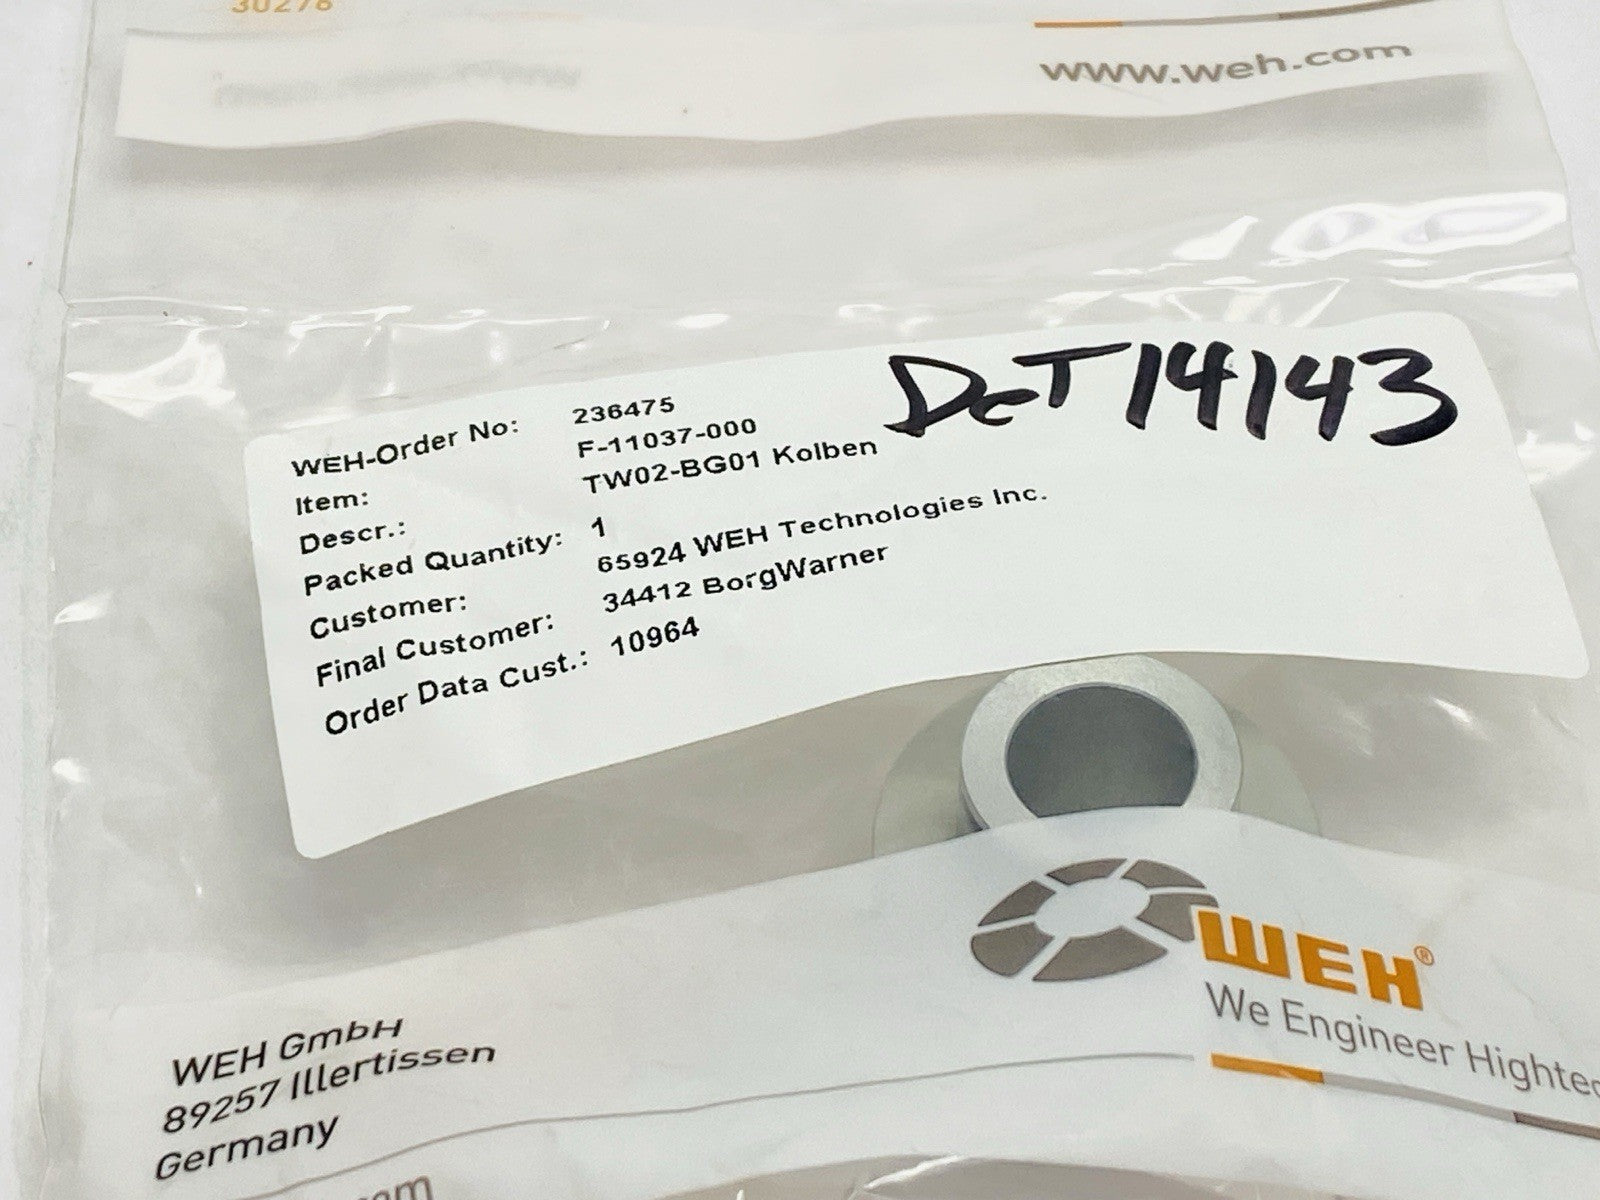 30278
www.weh.com
DCT14143
WEH-Order No: 236475
Item: F-11037-000
Descr.: TW02-BG01 Kolben
Packed Quantity: 1
Customer: 65924 WEH Technologies Inc.
Final Customer: 34412 BorgWarner
Order Data Cust.: 10964
WEH®
We Engineer Hightec
WEH GmbH
89257 Illertissen
Germany